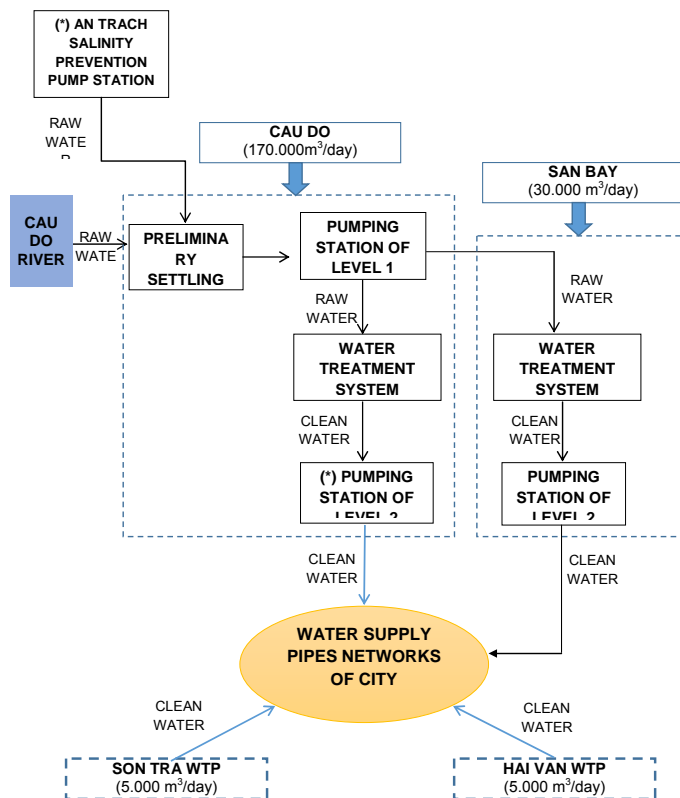 (*) AN TRACH
SALINITY
PREVENTION
PUMP STATION
RAW
WATE
CAU DO
(170.000m³/day)
SAN BAY
(30.000 m³/day)
CAU
DO
RIVER
RAW
WATE
PRELIMINA
RY
SETTLING
PUMPING
STATION OF
LEVEL 1
RAW
WATER
RAW
WATER
WATER
TREATMENT
SYSTEM
WATER
TREATMENT
SYSTEM
CLEAN
WATER
CLEAN
WATER
(*) PUMPING
STATION OF
LEVEL 2
PUMPING
STATION OF
LEVEL 2
CLEAN
WATER
CLEAN
WATER
WATER SUPPLY
PIPES NETWORKS
OF CITY
CLEAN
WATER
CLEAN
WATER
SON TRA WTP
(5.000 m³/day)
HAI VAN WTP
(5.000 m³/day)